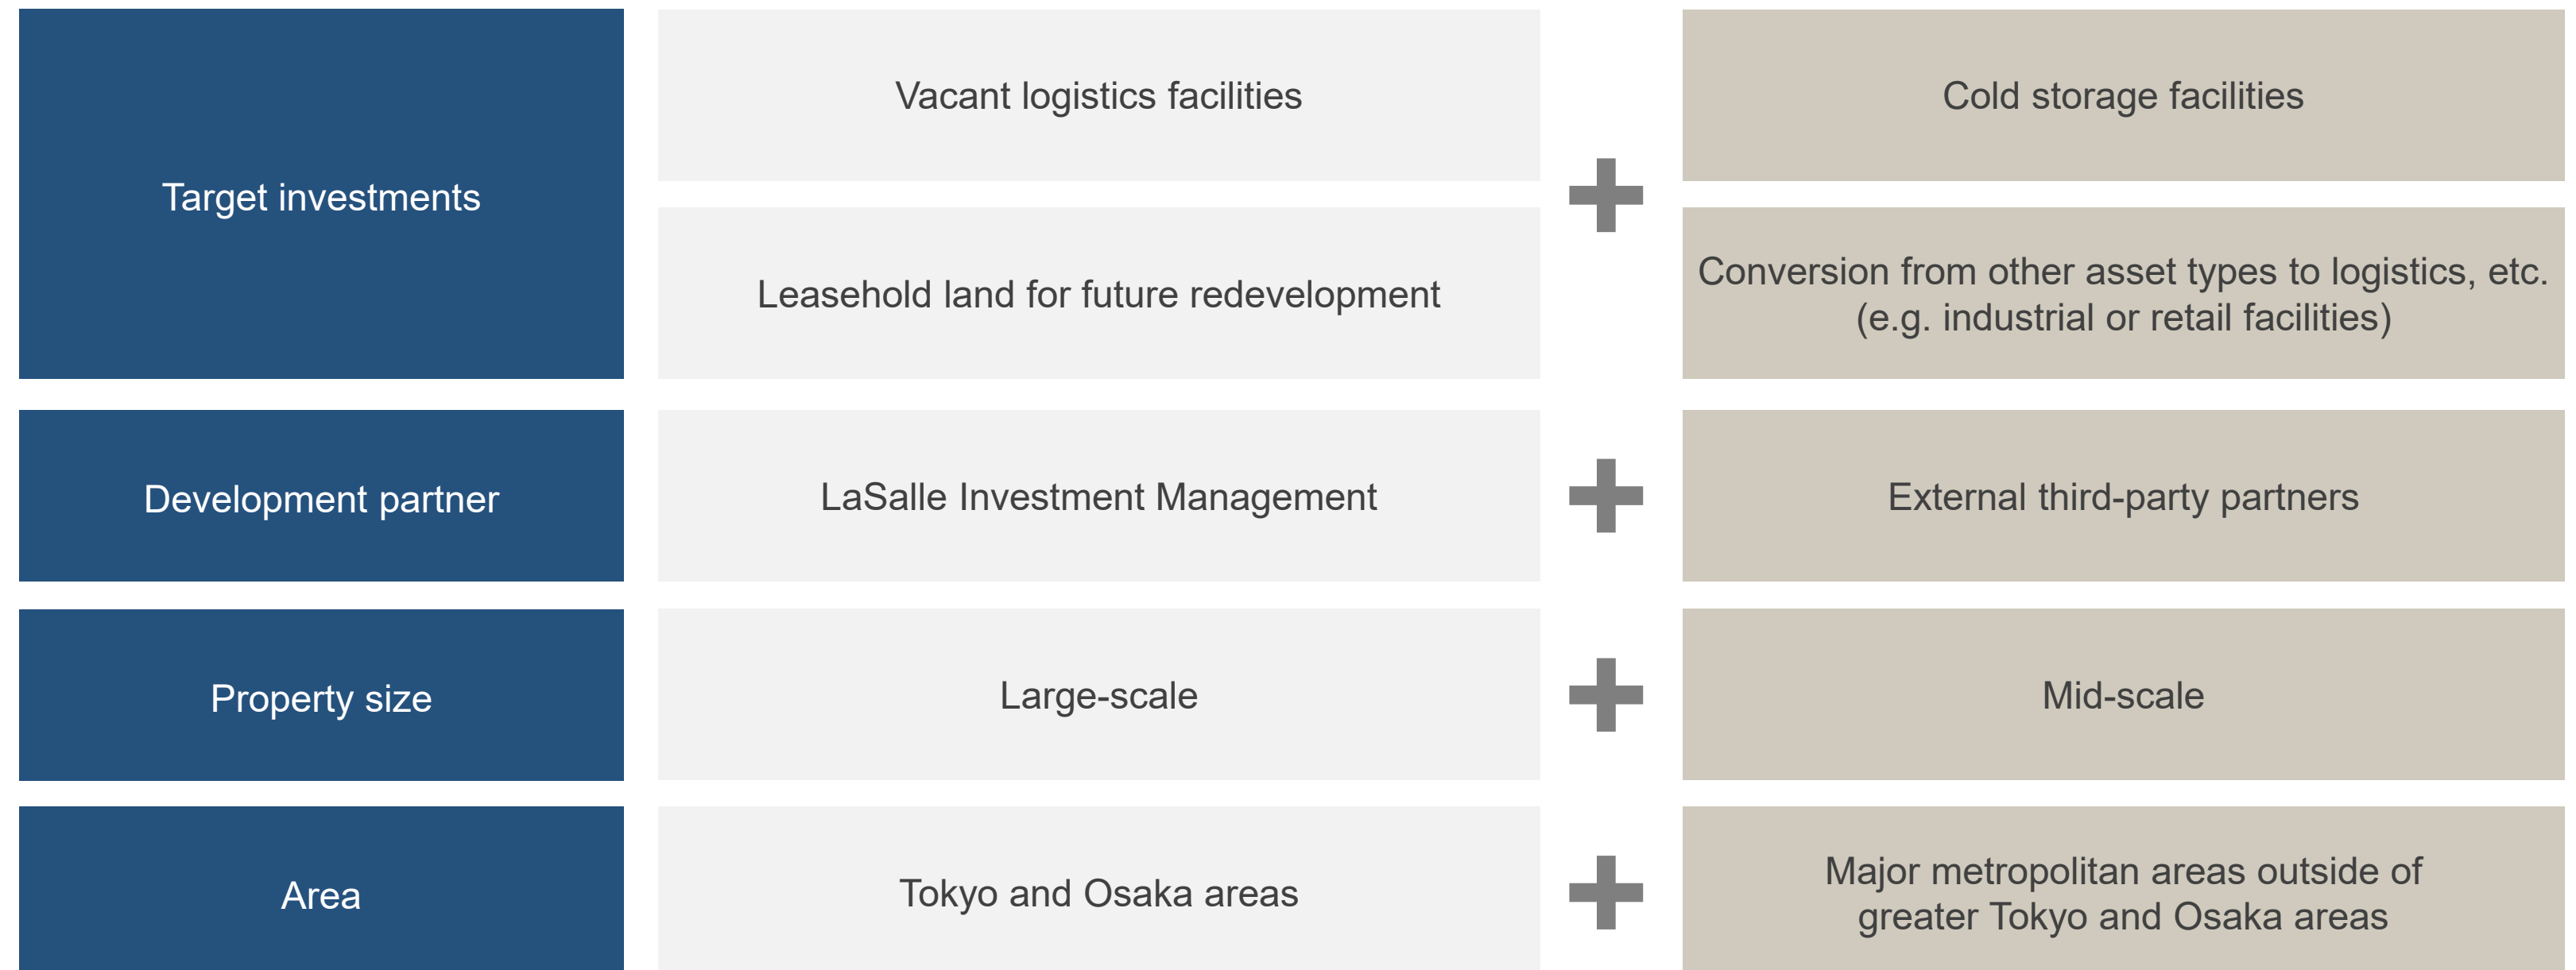 Target investments
Vacant logistics facilities
Cold storage facilities
Leasehold land for future redevelopment
Conversion from other asset types to logistics, etc.
(e.g. industrial or retail facilities)
Development partner
LaSalle Investment Management
External third-party partners
Property size
Large-scale
Mid-scale
Area
Tokyo and Osaka areas
Major metropolitan areas outside of
greater Tokyo and Osaka areas